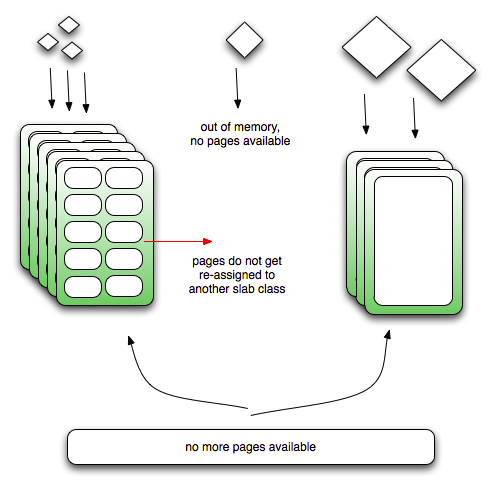 out of memory,
no pages available
pages do not get
re-assigned to
another slab class
no more pages available